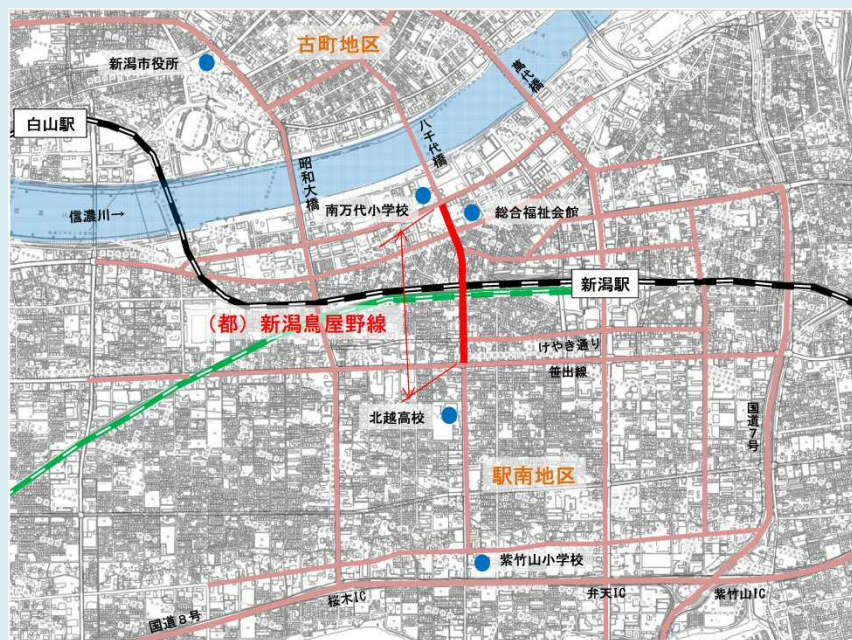 古町地区
新潟市役所
萬代橋
白山駅
八千代橋
昭和大橋
南万代小学校
総合福祉会館
信濃川→
新潟駅
（都）新潟鳥屋野線
けやき通り
笹出線
国道7号
北越高校
駅南地区
紫竹山小学校
桜木IC
弁天IC
紫竹山IC
国道8号